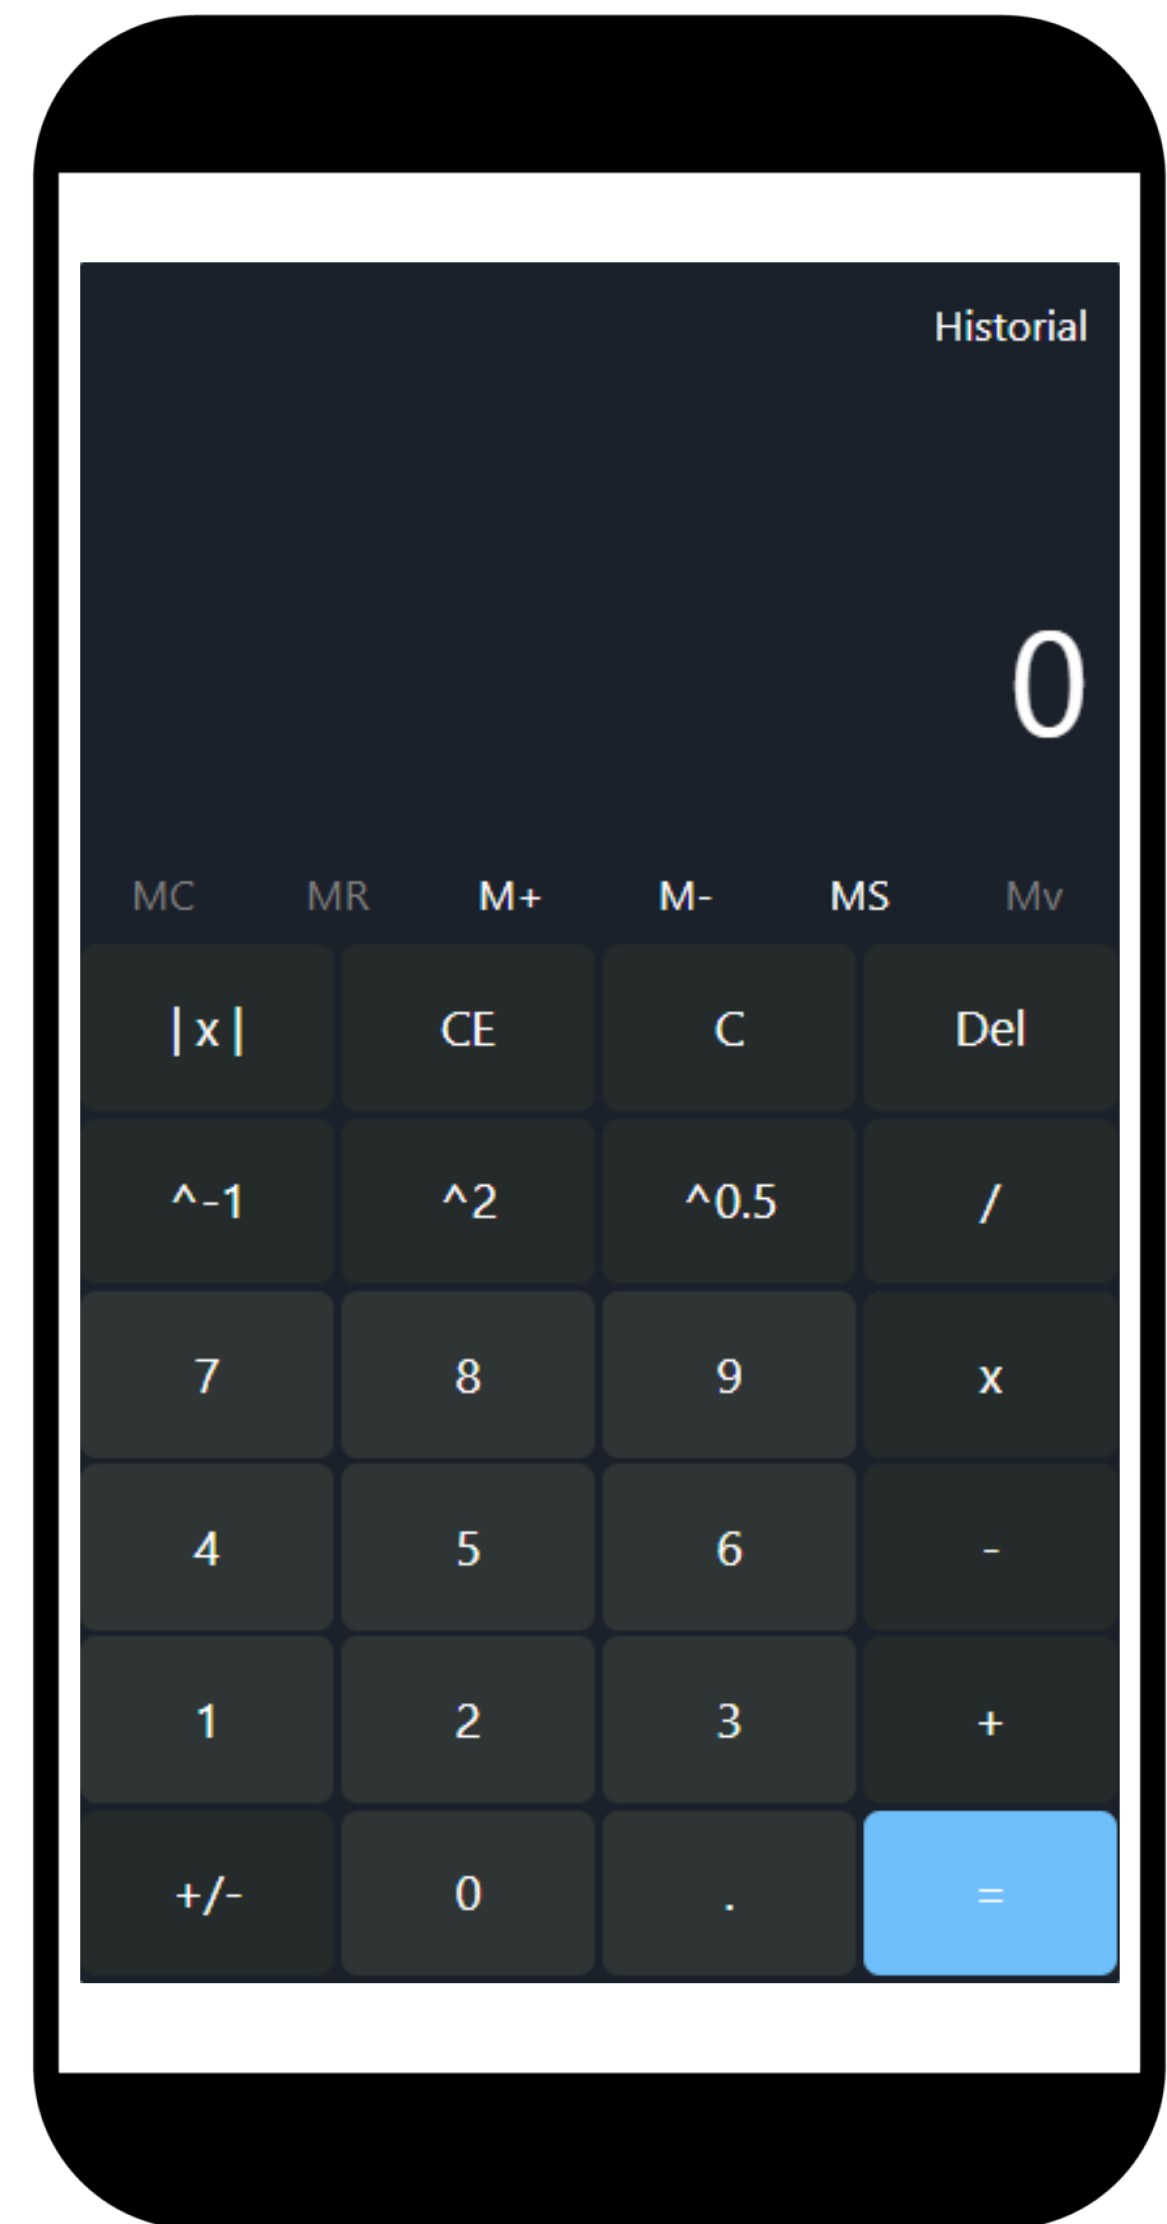 Historial
0
MC MR M+ M- MS Mv
|x| CE C Del
^-1 ^2 ^0.5 /
7 8 9 x
4 5 6 -
1 2 3 +
+/- 0 . =